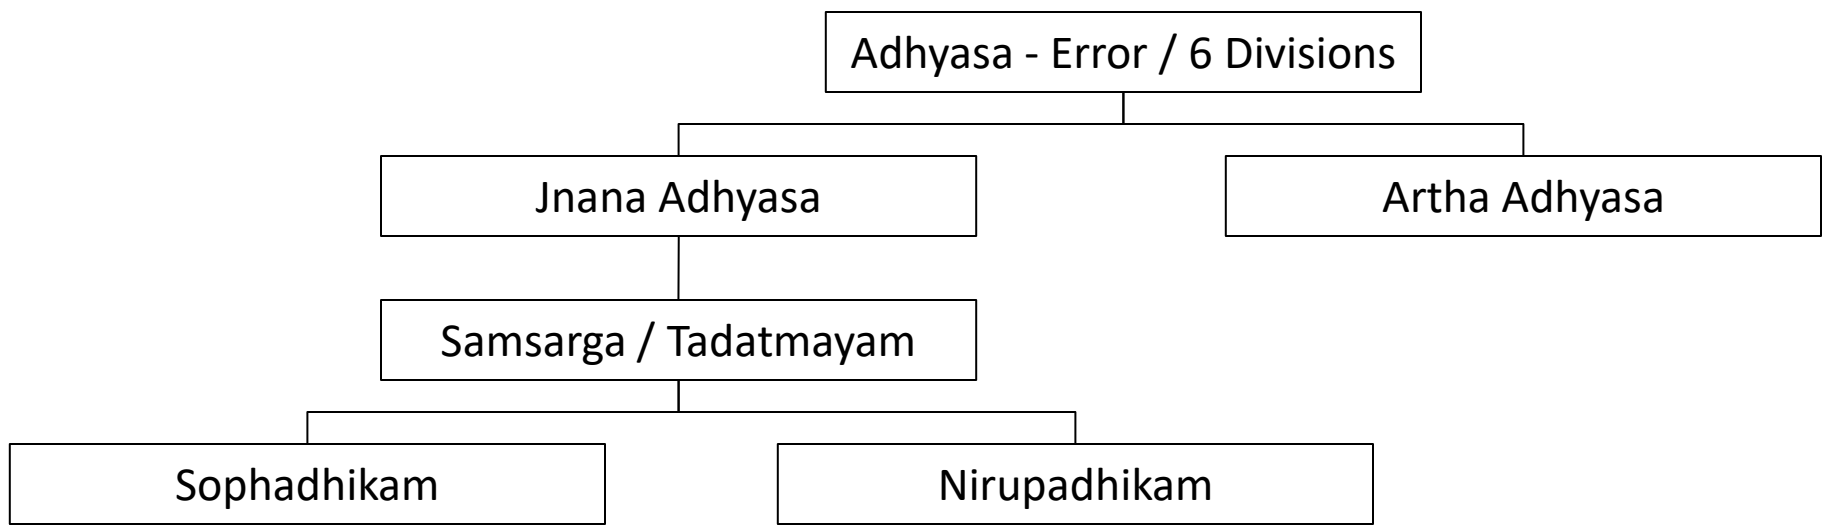 Adhyasa - Error / 6 Divisions
Jnana Adhyasa
Artha Adhyasa
Samsarga / Tadatmayam
Sophadhikam
Nirupadhikam